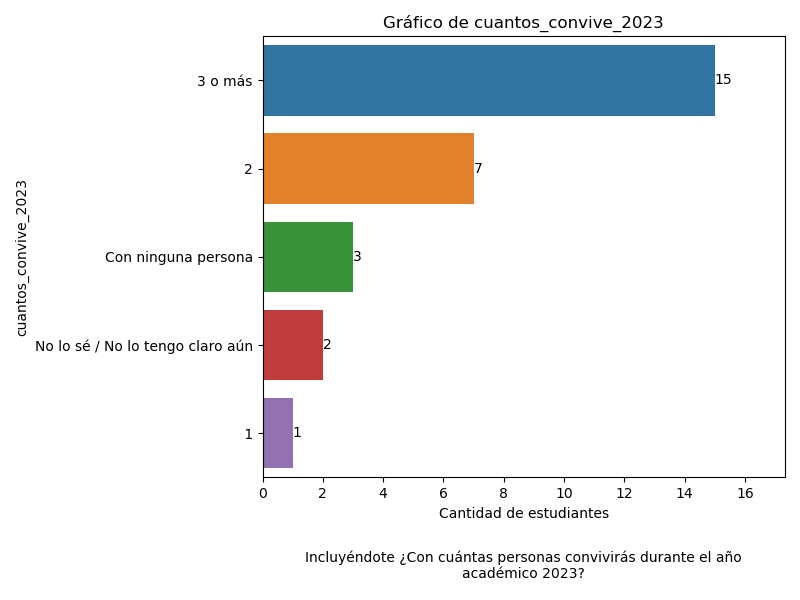 Gráfico de cuantos_convive_2023
cuantos_convive_2023
3 o más
15
2
7
Con ninguna persona
3
No lo sé / No lo tengo claro aún
2
1
1
0 2 4 6 8 10 12 14 16
Cantidad de estudiantes
Incluyéndote ¿Con cuántas personas convivirás durante el año
académico 2023?